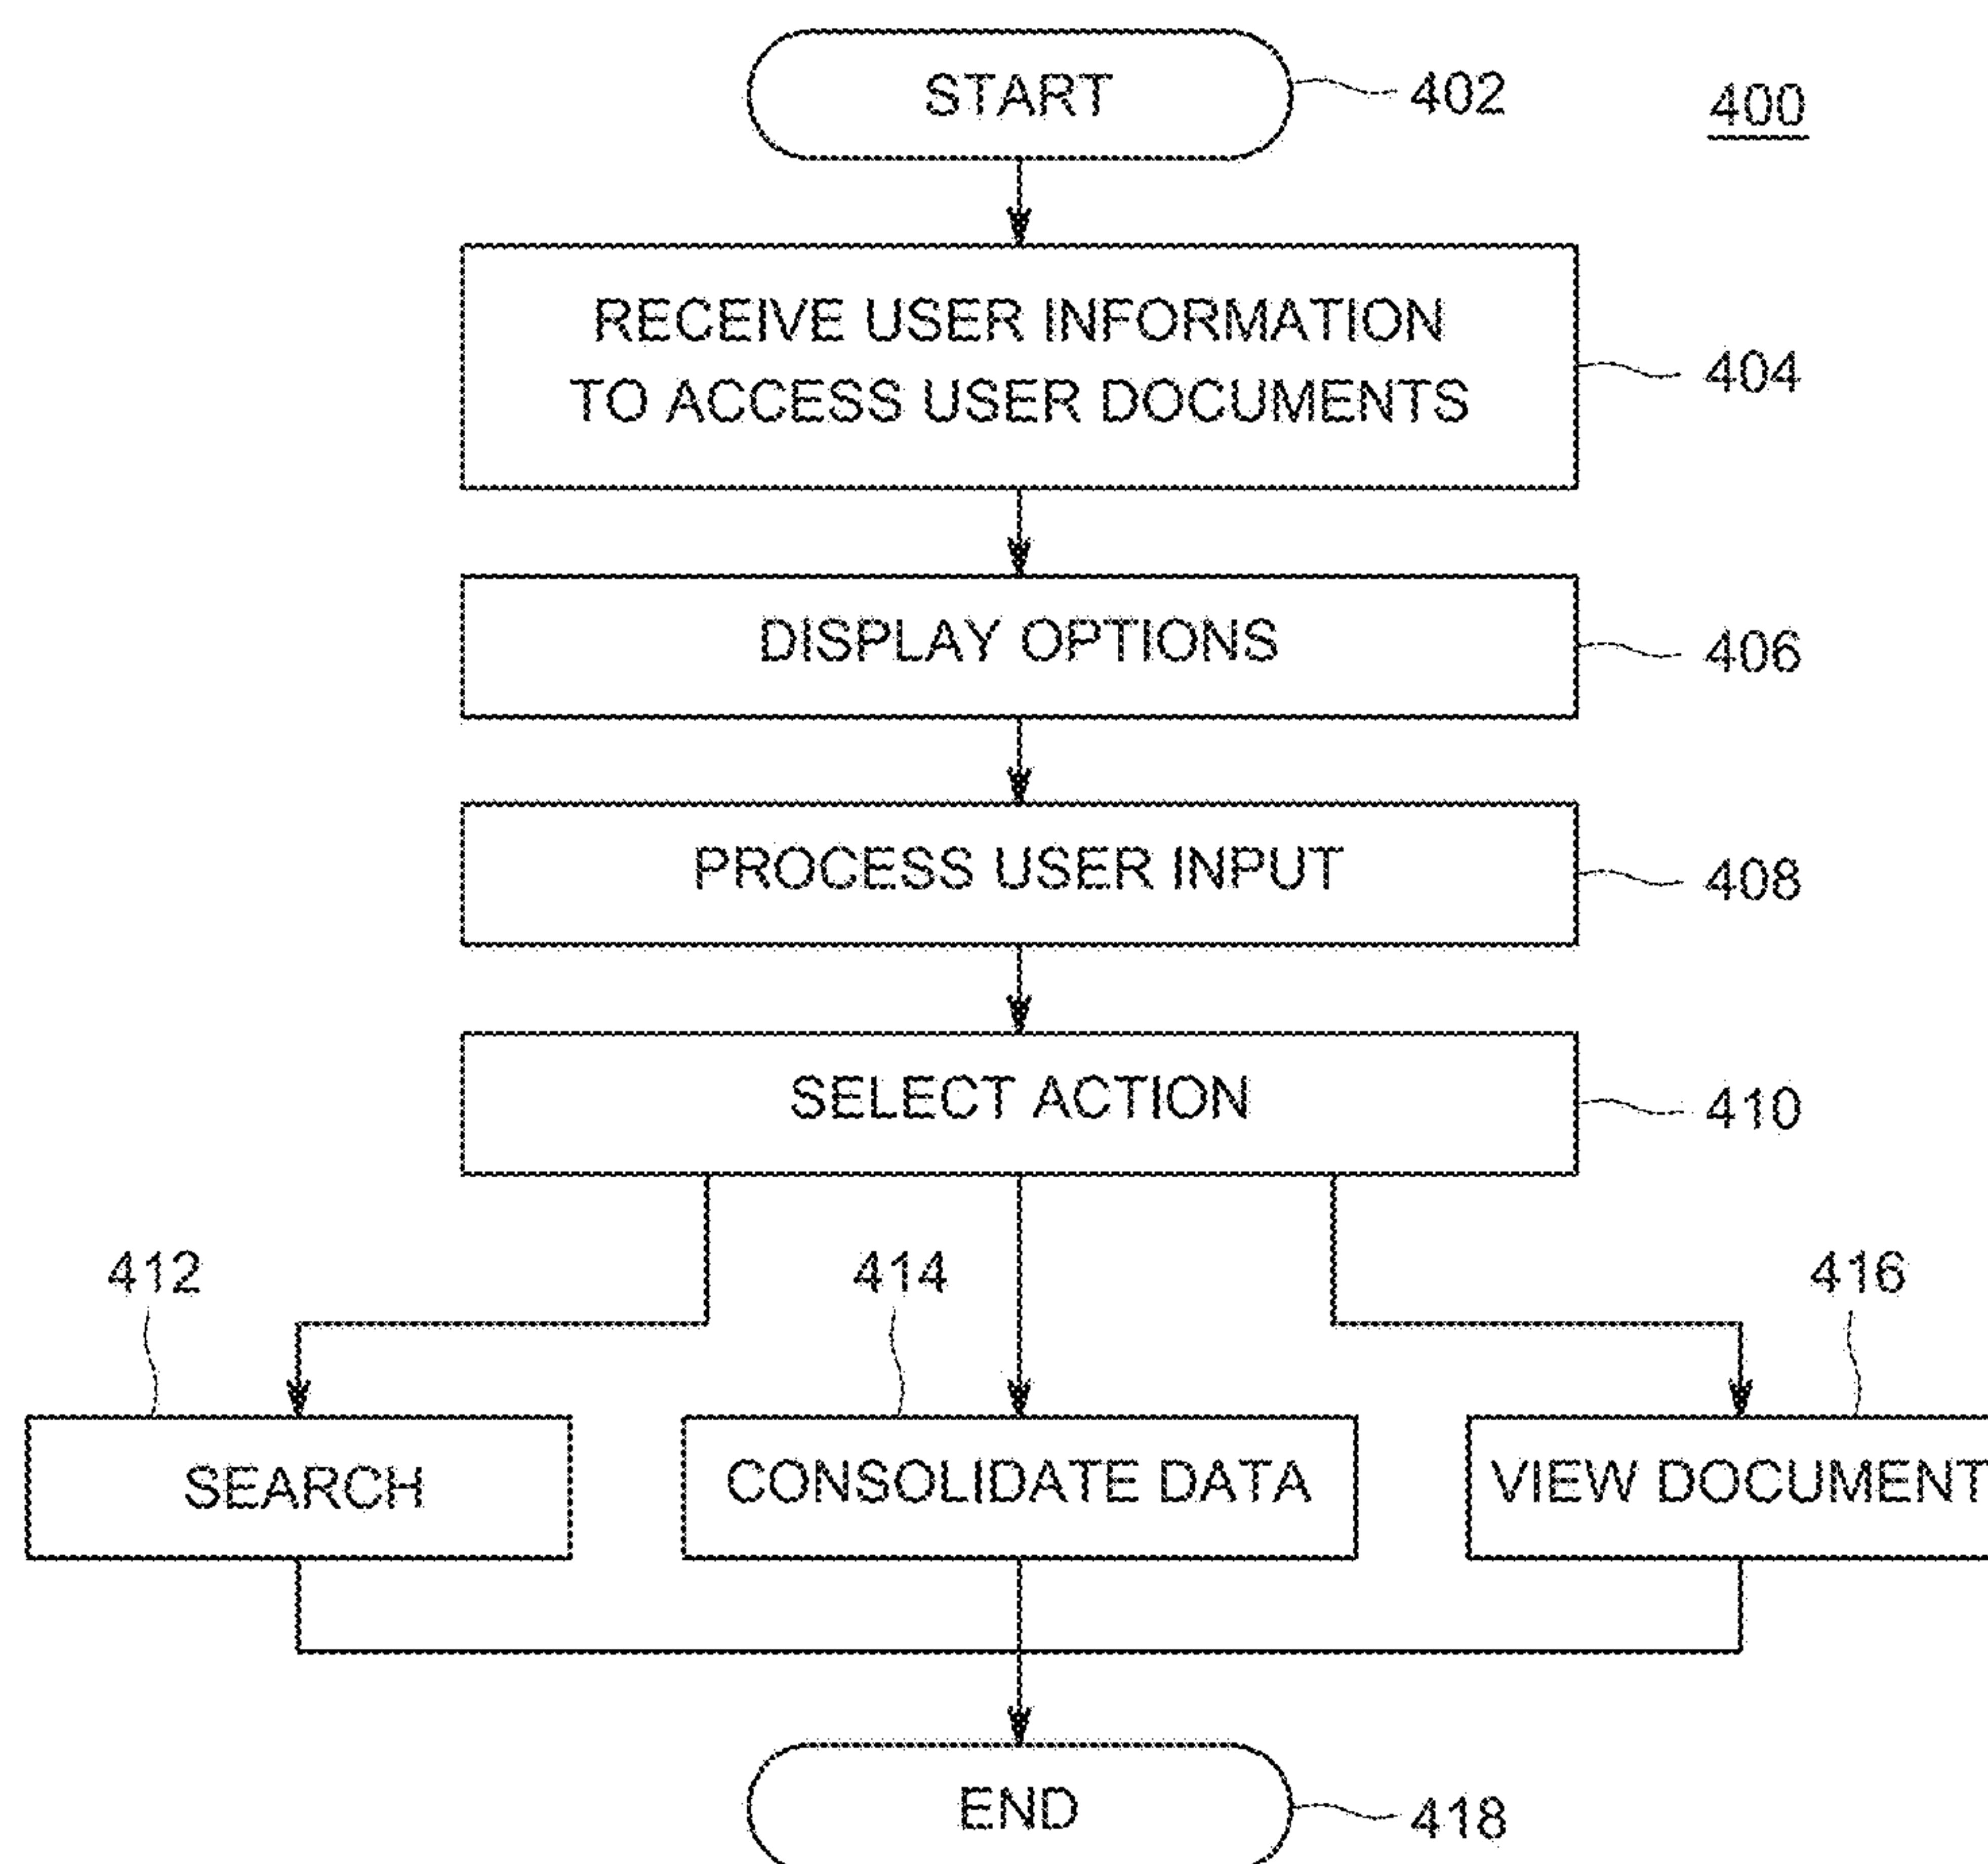 START
402
400
RECEIVE USER INFORMATION
TO ACCESS USER DOCUMENTS
404
DISPLAY OPTIONS
406
PROCESS USER INPUT
408
SELECT ACTION
410
412
414
416
SEARCH
CONSOLIDATE DATA
VIEW DOCUMENT
END
418